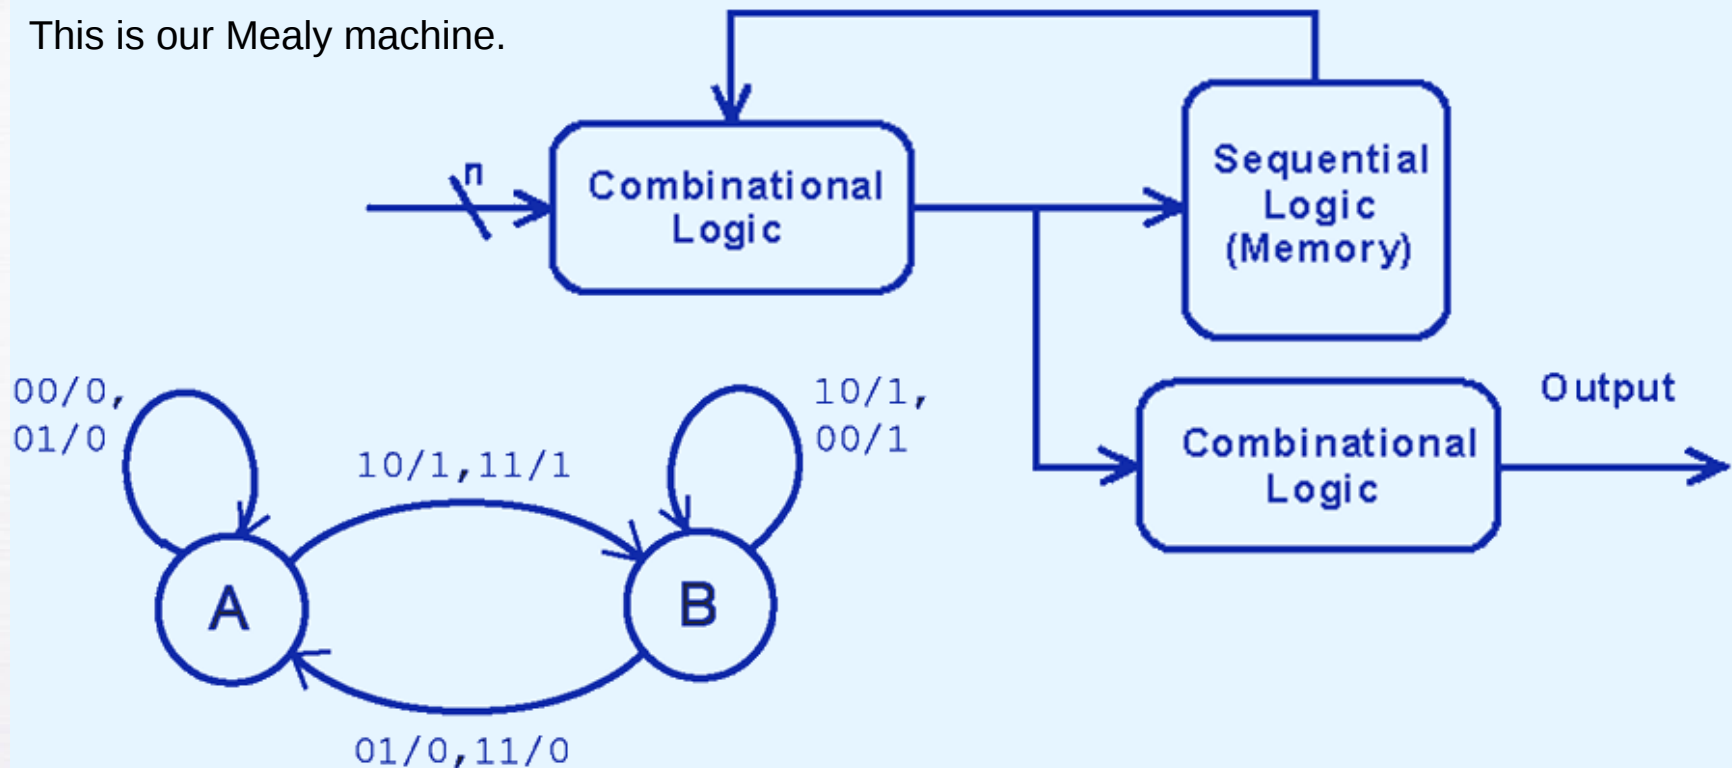 This is our Mealy machine.
n
Combinational
Logic
Sequential
Logic
(Memory)
Output
Combinational
Logic
00/0,
01/0
10/1,11/1
10/1,
00/1
A
B
01/0,11/0